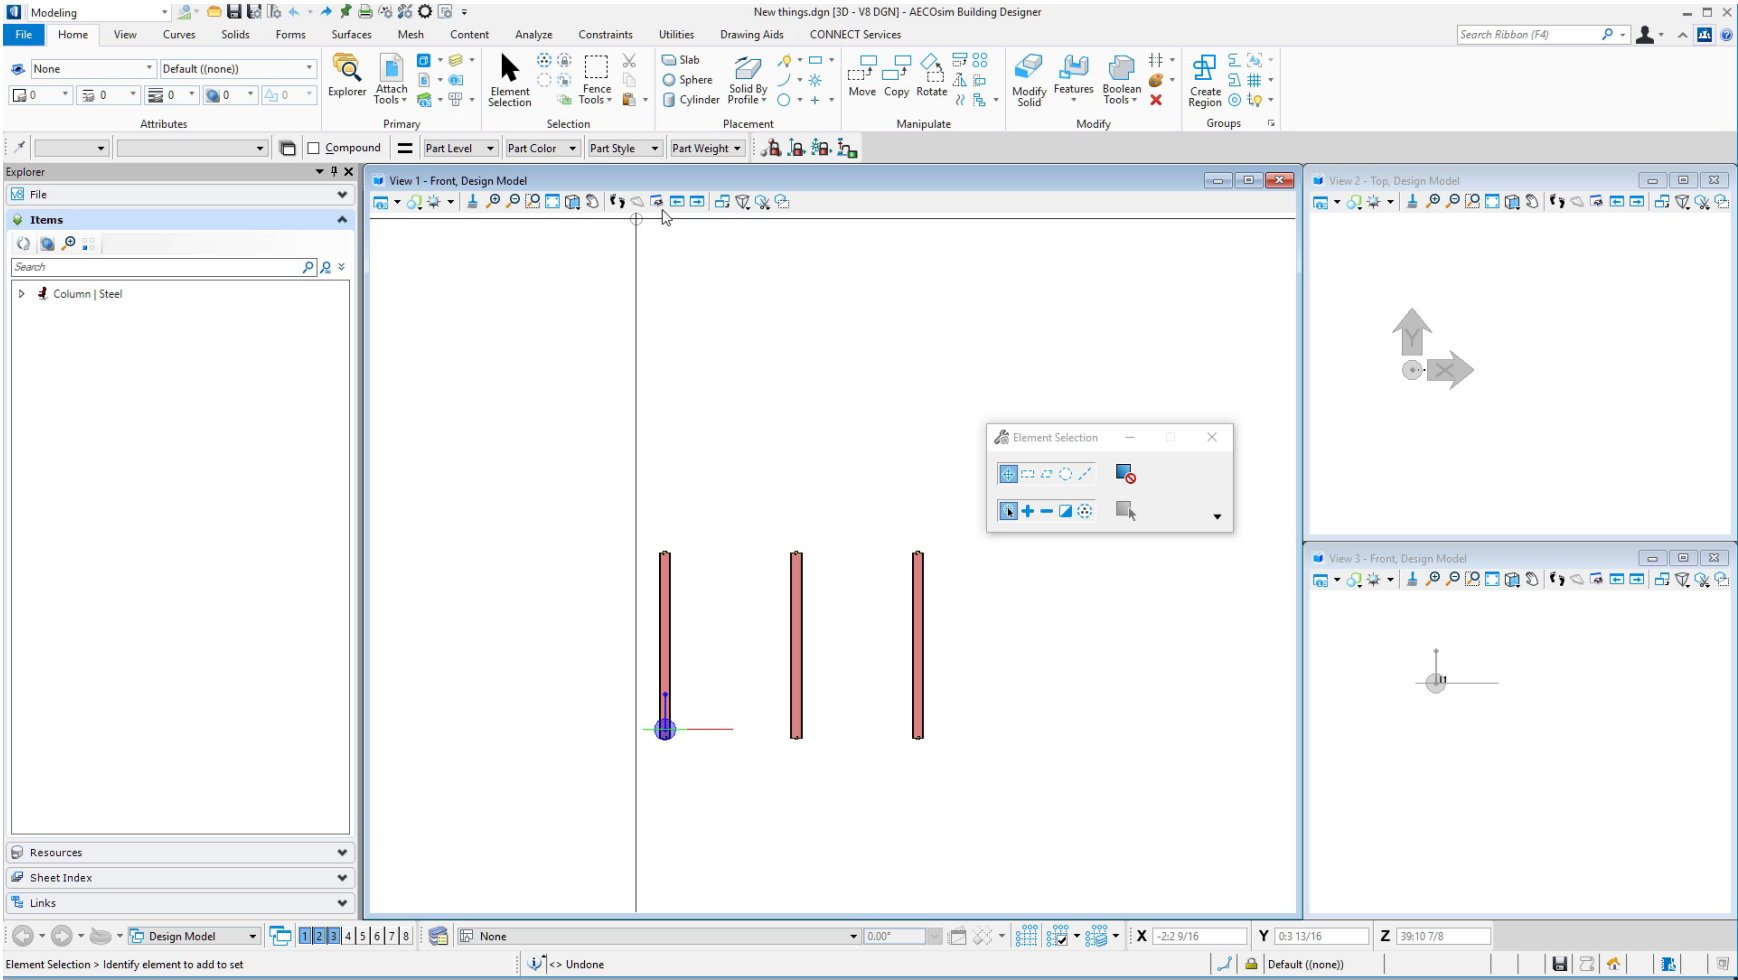 Modeling
New things.dgn [3D - V8 DGN] - AECOsim Building Designer
File Home View Curves Solids Forms Surfaces Mesh Content Analyze Constraints Utilities Drawing Aids CONNECT Services
Search Ribbon (F4)
None
Default ((none))
0 0 0 0 0
Attributes
Explorer
Attach
Tools
Primary
Element
Selection
Fence
Tools
Selection
Slab
Sphere
Cylinder
Solid By
Profile
Placement
Move Copy Rotate
Manipulate
Modify
Solid
Features
Boolean
Tools
Modify
Create
Region
Groups
Compound
Part Level Part Color Part Style Part Weight
Explorer
File
Items
Search
Column | Steel
Resources
Sheet Index
Links
View 1 - Front, Design Model
Element Selection
View 2 - Top, Design Model
Y
X
View 3 - Front, Design Model
Design Model
1 2 3 4 5 6 7 8
None
0.00°
X -2:2 9/16 Y 0:3 13/16 Z 39:10 7/8
Element Selection > Identify element to add to set
<> Undone
Default ((none))